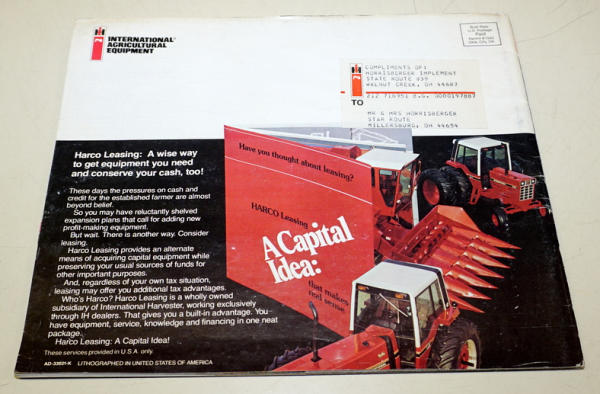 INTERNATIONAL
AGRICULTURAL
EQUIPMENT
Bulk Rate
U.S. Postage
Paid
COMPLIMENTS OF:
HORRISBERGER IMPLEMENT
STATE ROUTE #39
WALNUT CREEK, OH 44687
TO
MR & MRS HORRISBERGER
STAR ROUTE
MILLERSBURG, OH 44654
Harco Leasing: A wise way
to get equipment you need
and conserve your cash, too!
These days the pressures on cash and
credit for the established farmer are almost
beyond belief.
So you may have reluctantly shelved
expansion plans that call for adding new
profit-making equipment.
But wait. There is another way. Consider
leasing.
Harco Leasing provides an alternate
means of acquiring capital equipment while
preserving your usual sources of funds for
other important purposes.
And, regardless of your own tax situation,
leasing may offer you additional tax advantages.
Who's Harco? Harco Leasing is a wholly owned
subsidiary of International Harvester, working exclusively
through IH dealers. That gives you a built-in advantage. You
have equipment, service, knowledge and financing in one neat
package.
Harco Leasing: A Capital Idea!
These services provided in U S A only.
AD-33531-K LITHOGRAPHED IN UNITED STATES OF AMERICA
Have you thought about leasing?
HARCO Leasing
A Capital
Idea:
that makes
real sense